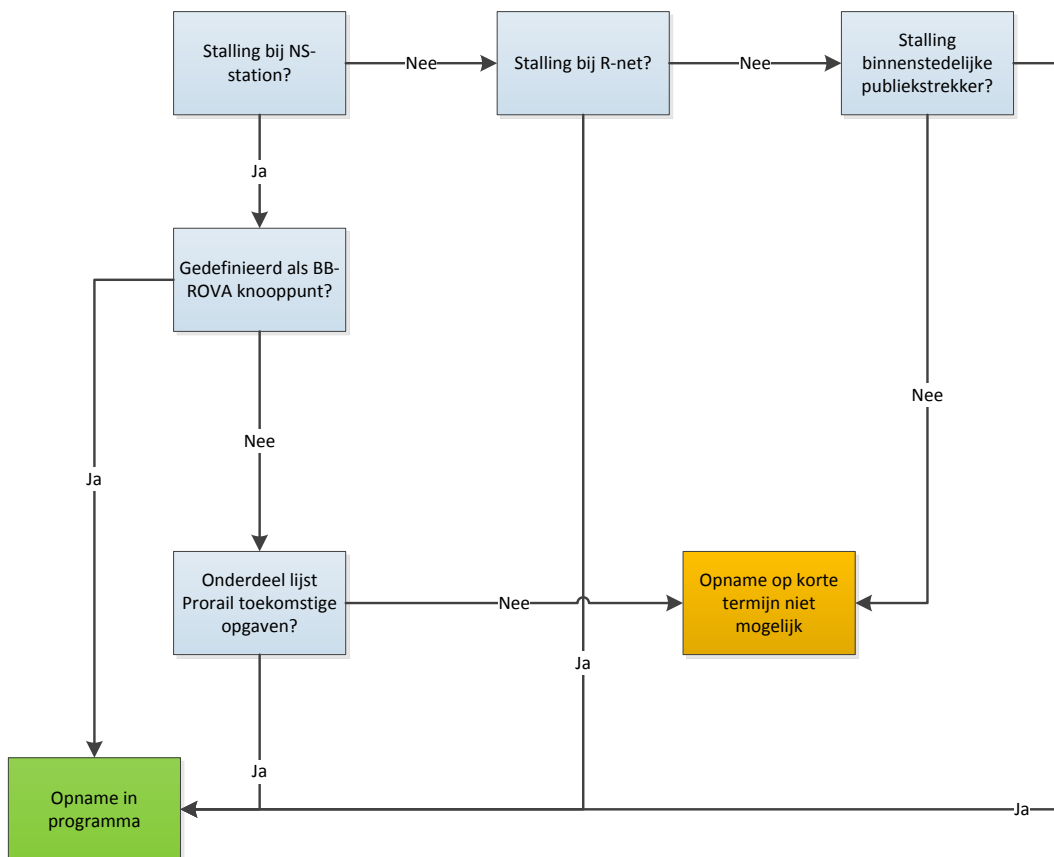 Stalling bij NS-
station?
Nee
Stalling bij R-net?
Nee
Stalling
binnenstedelijke
publiekstrekker?
Ja
Gedefinieerd als BB-
ROVA knooppunt?
Nee
Nee
Ja
Onderdeel lijst
Prorail toekomstige
opgaven?
Nee
Opname op korte
termijn niet
mogelijk
Ja
Ja
Opname in
programma
Ja